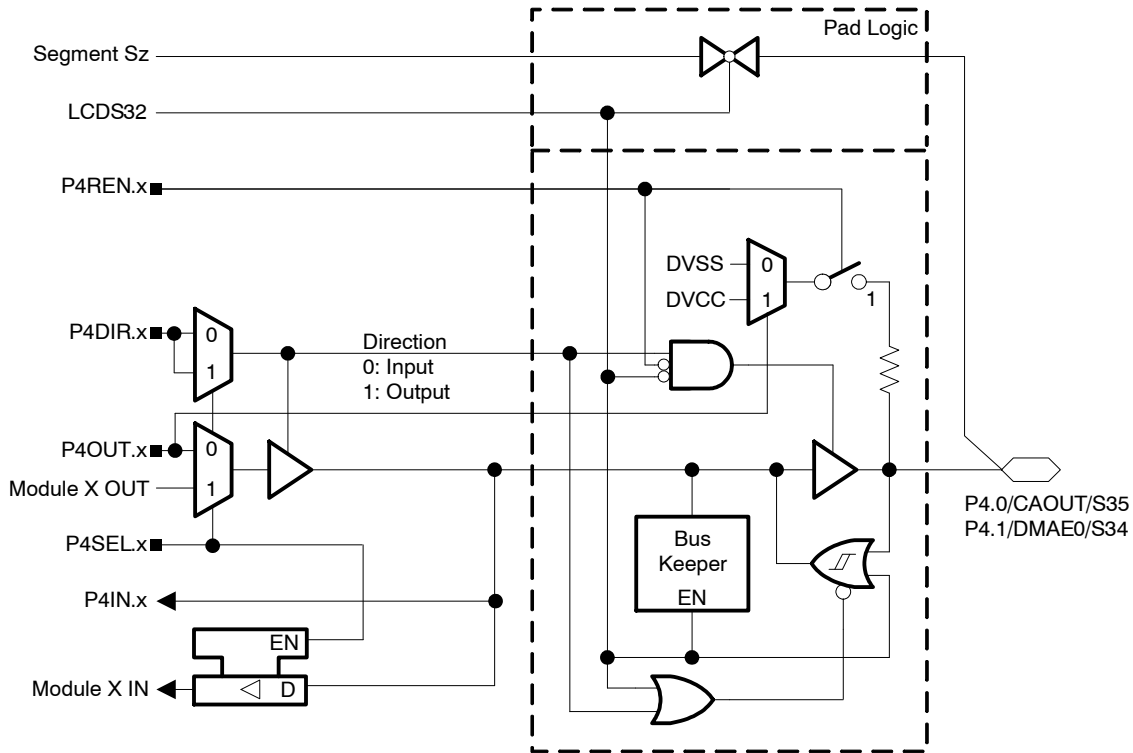 Pad Logic
Segment Sz
LCDS32
P4REN.x
DVSS
0
DVCC
1
1
P4DIR.x
0
1
Direction
0: Input
1: Output
P4OUT.x
0
Module X OUT
1
P4.0/CAOUT/S35
P4.1/DMAE0/S34
P4SEL.x
Bus
Keeper
EN
P4IN.x
EN
Module X IN
D